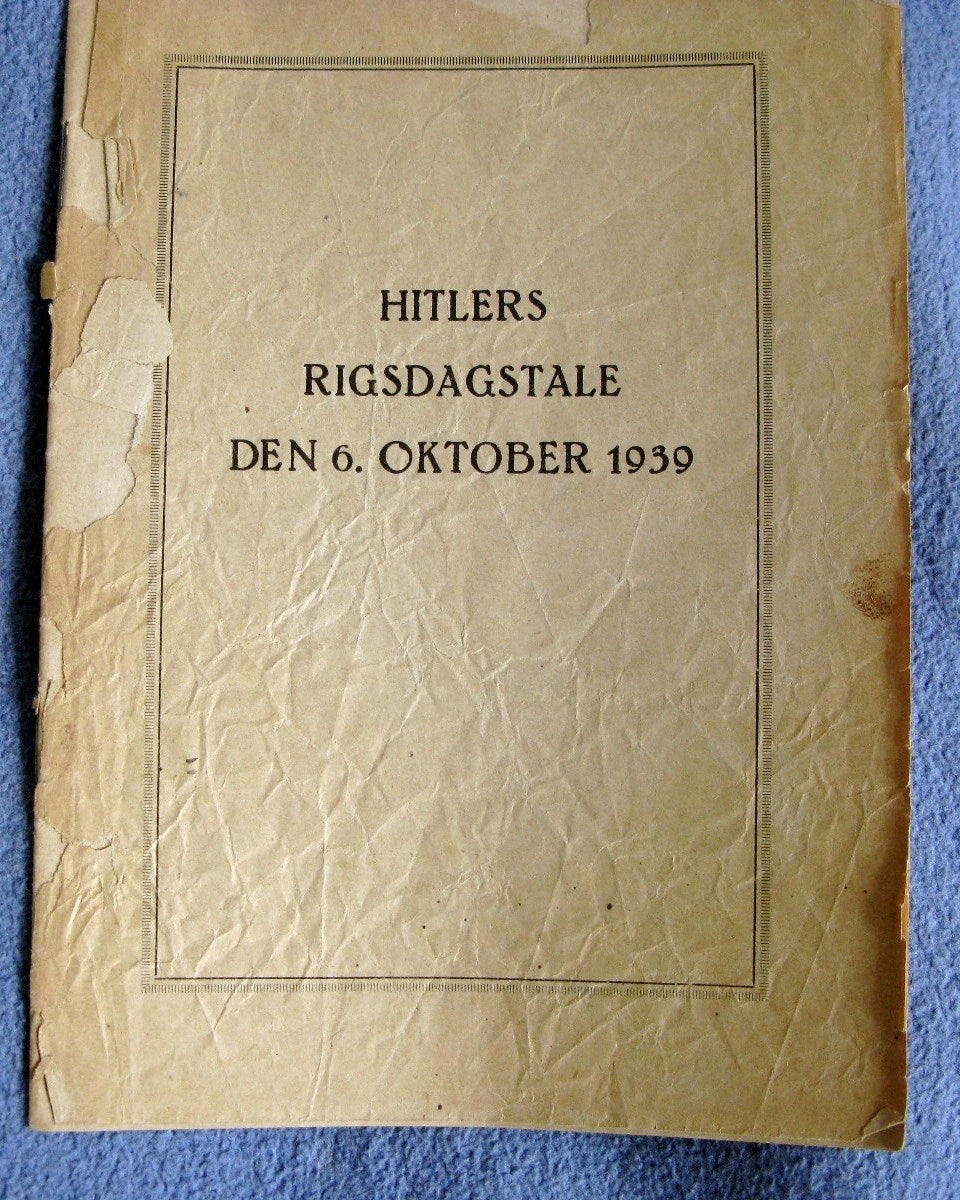 HITLERS
RIGSDAGSTALE
DEN 6. OKTOBER 1939